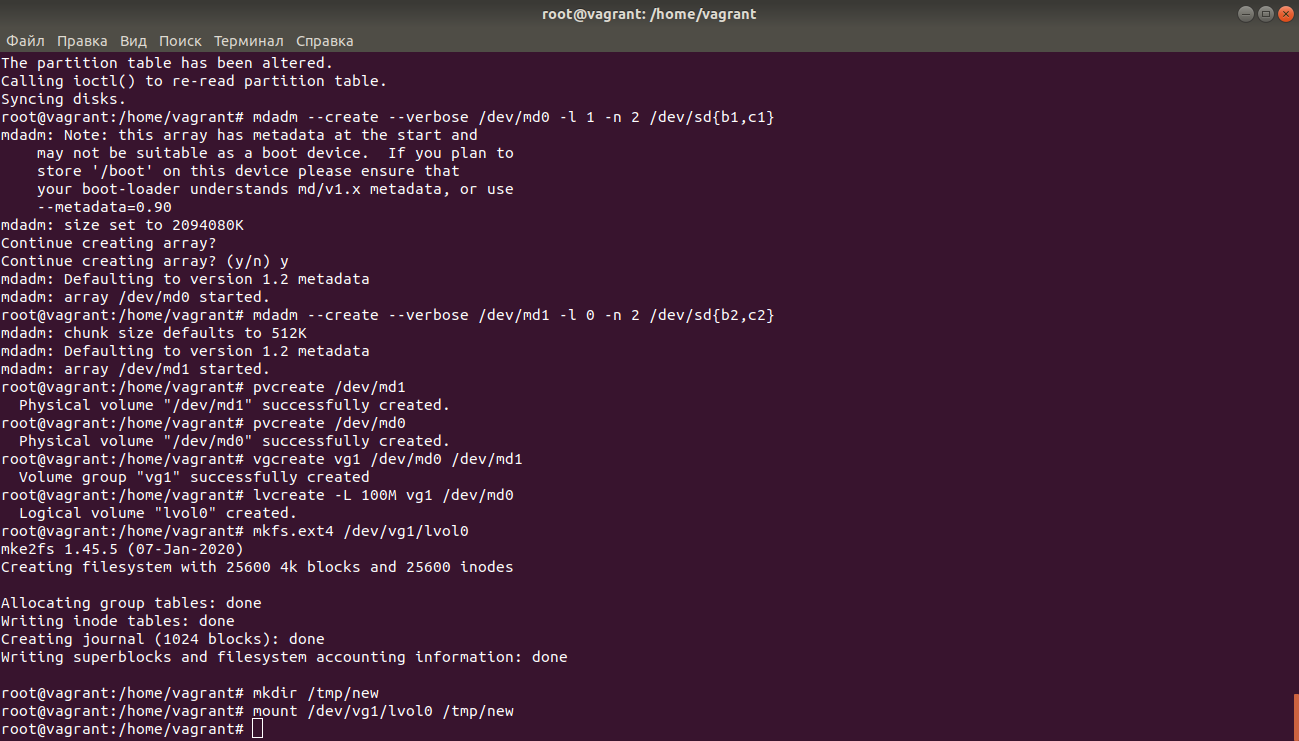 root@vagrant: /home/vagrant
Файл Правка Вид Поиск Терминал Справка
The partition table has been altered.
Calling ioctl() to re-read partition table.
Syncing disks.
root@vagrant:/home/vagrant# mdadm --create --verbose /dev/md0 -l 1 -n 2 /dev/sd{b1,c1}
mdadm: Note: this array has metadata at the start and
    may not be suitable as a boot device.  If you plan to
    store '/boot' on this device please ensure that
    your boot-loader understands md/v1.x metadata, or use
    --metadata=0.90
mdadm: size set to 2094080K
Continue creating array?
Continue creating array? (y/n) y
mdadm: Defaulting to version 1.2 metadata
mdadm: array /dev/md0 started.
root@vagrant:/home/vagrant# mdadm --create --verbose /dev/md1 -l 0 -n 2 /dev/sd{b2,c2}
mdadm: chunk size defaults to 512K
mdadm: Defaulting to version 1.2 metadata
mdadm: array /dev/md1 started.
root@vagrant:/home/vagrant# pvcreate /dev/md1
  Physical volume "/dev/md1" successfully created.
root@vagrant:/home/vagrant# pvcreate /dev/md0
  Physical volume "/dev/md0" successfully created.
root@vagrant:/home/vagrant# vgcreate vg1 /dev/md0 /dev/md1
  Volume group "vg1" successfully created
root@vagrant:/home/vagrant# lvcreate -L 100M vg1 /dev/md0
  Logical volume "lvol0" created.
root@vagrant:/home/vagrant# mkfs.ext4 /dev/vg1/lvol0
mke2fs 1.45.5 (07-Jan-2020)
Creating filesystem with 25600 4k blocks and 25600 inodes
Allocating group tables: done
Writing inode tables: done
Creating journal (1024 blocks): done
Writing superblocks and filesystem accounting information: done
root@vagrant:/home/vagrant# mkdir /tmp/new
root@vagrant:/home/vagrant# mount /dev/vg1/lvol0 /tmp/new
root@vagrant:/home/vagrant#